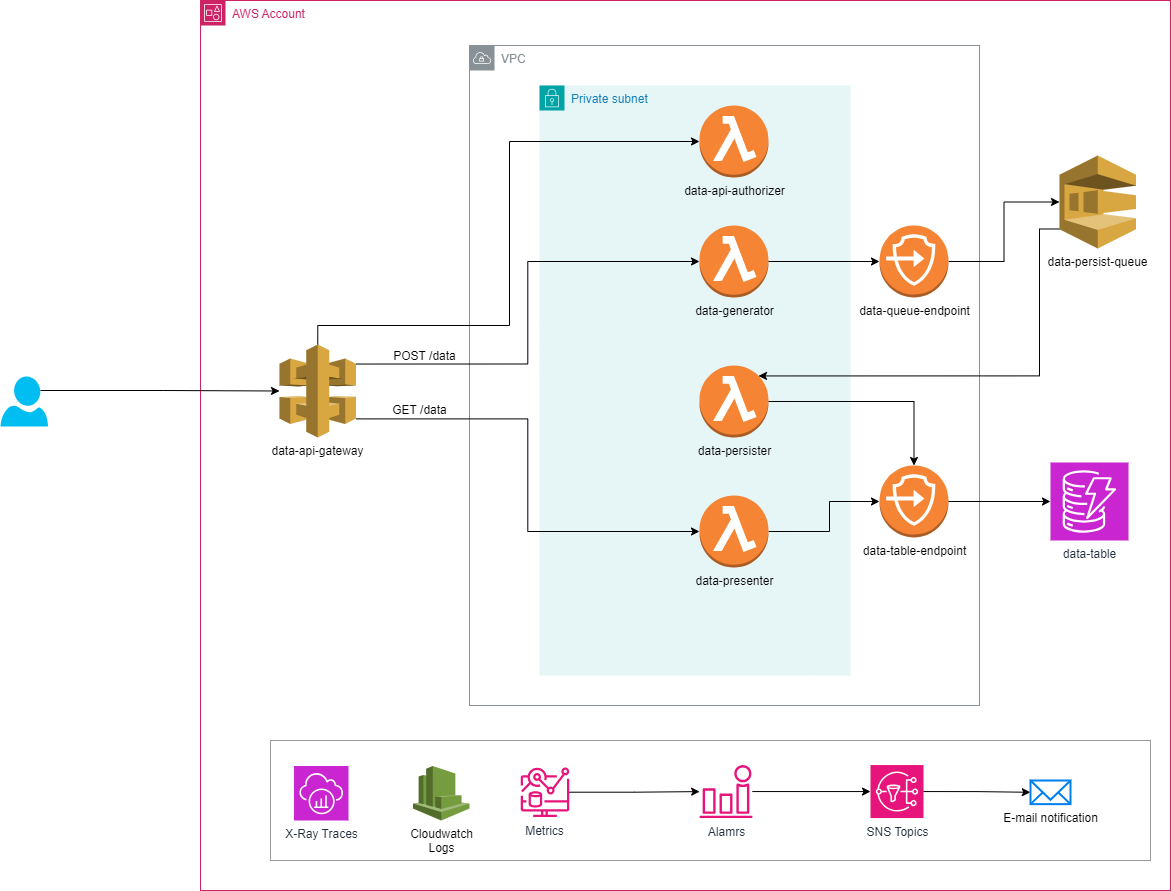 AWS Account
VPC
Private subnet
data-api-authorizer
data-persist-queue
data-generator
data-queue-endpoint
POST /data
GET /data
data-api-gateway
data-persister
data-table-endpoint
data-table
data-presenter
X-Ray Traces
Cloudwatch
Logs
Metrics
Alamrs
SNS Topics
E-mail notification